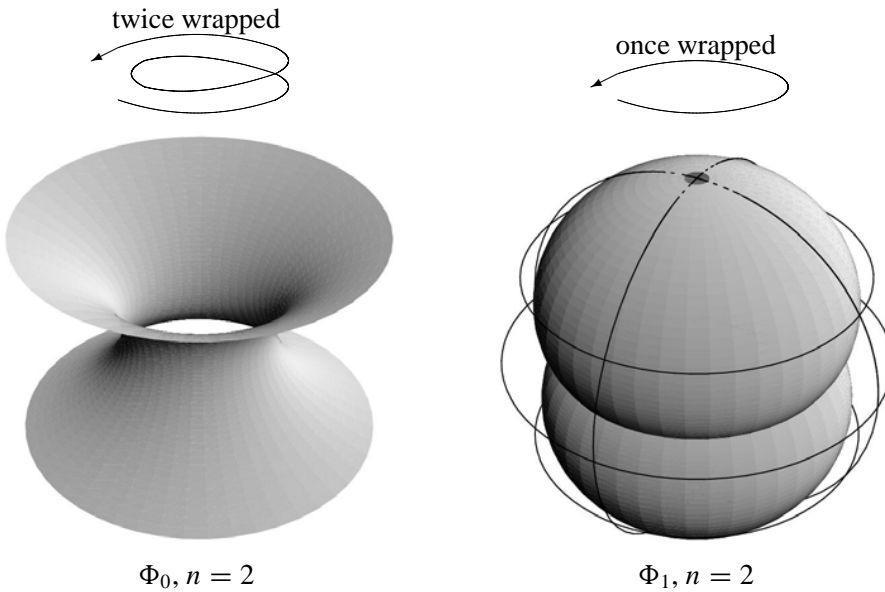 twice wrapped
once wrapped
Φ₀, n = 2
Φ₁, n = 2